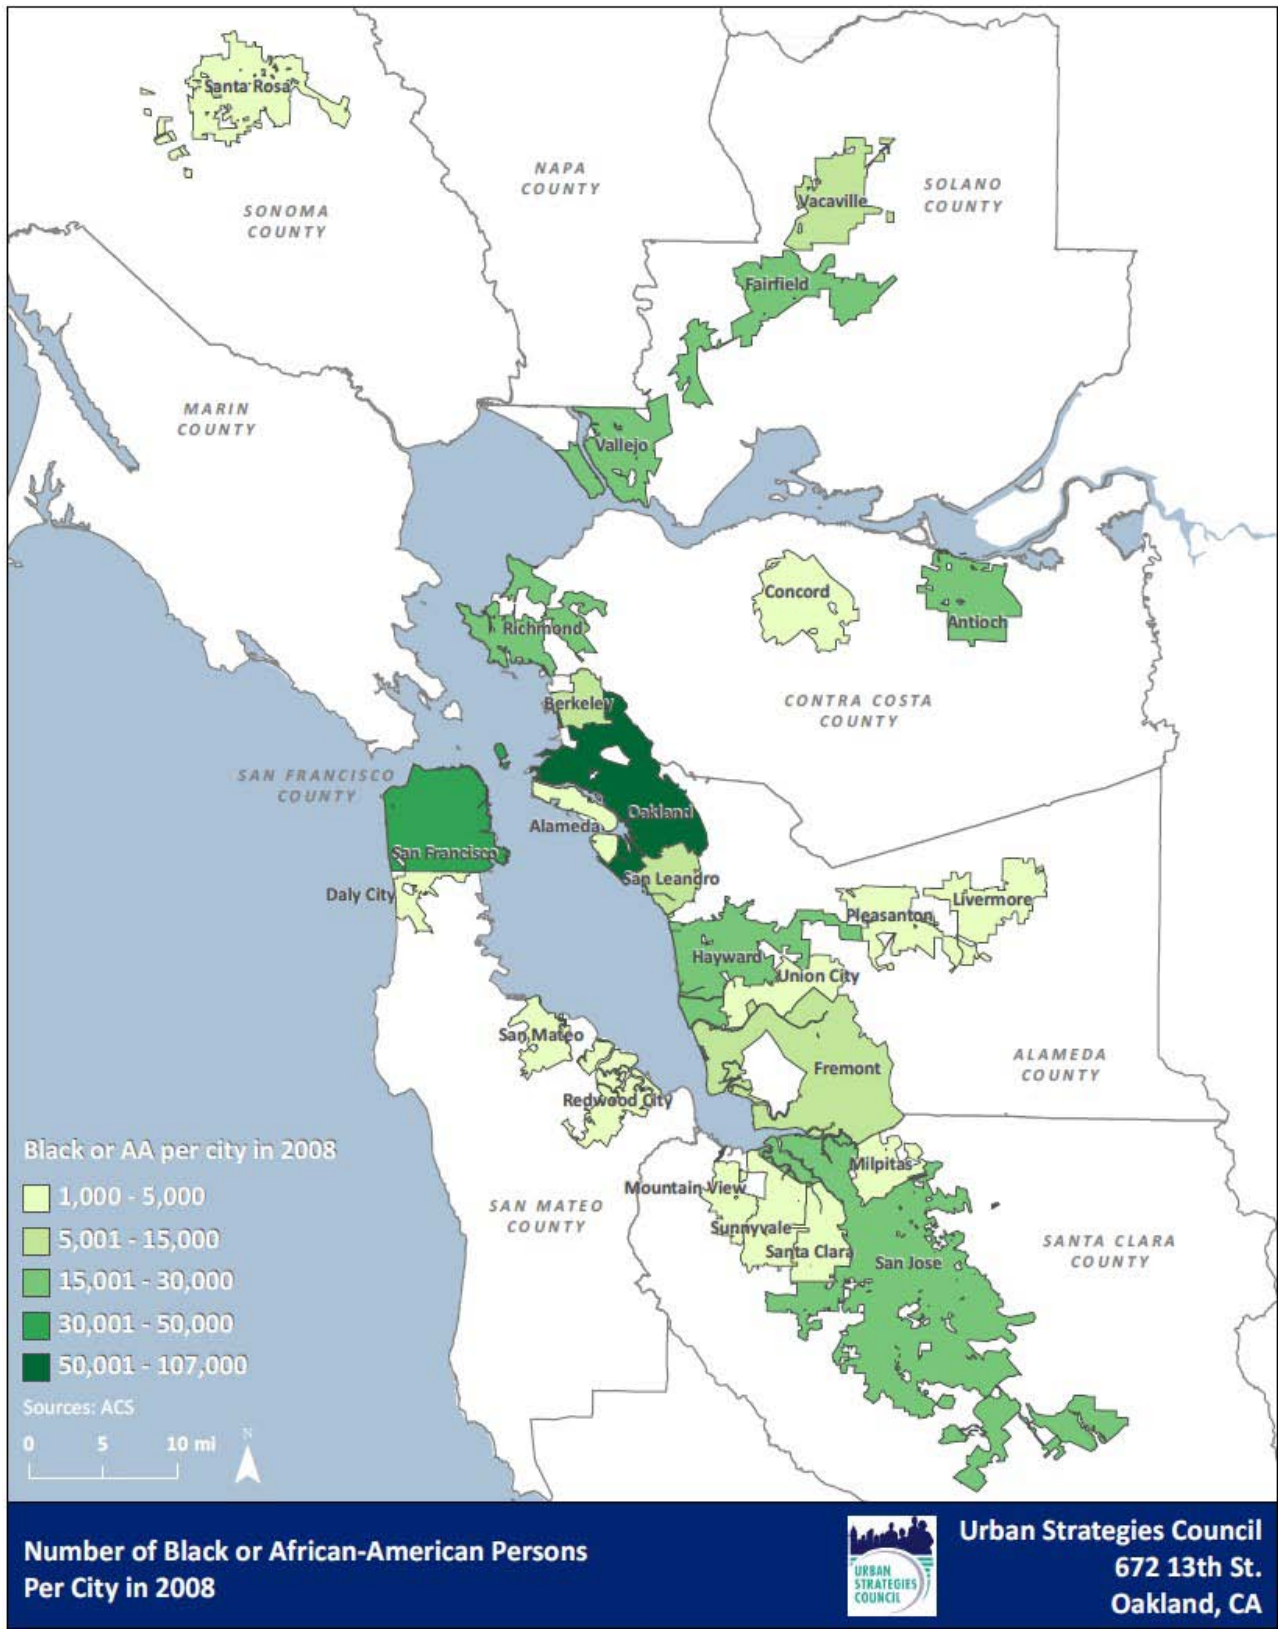 Santa Rosa
NAPA
COUNTY
SOLANO
COUNTY
Vacaville
SONOMA
COUNTY
Fairfield
MARIN
COUNTY
Vallejo
Concord
Antioch
Richmond
Berkeley
CONTRA COSTA
COUNTY
SAN FRANCISCO
COUNTY
Oakland
Alameda
San Francisco
San Leandro
Daly City
Livermore
Pleasanton
Hayward
Union City
San Mateo
ALAMEDA
COUNTY
Fremont
Redwood City
Milpitas
Mountain View
SAN MATEO
COUNTY
Sunnyvale
Santa Clara
San Jose
SANTA CLARA
COUNTY
Black or AA per city in 2008
1,000 - 5,000
5,001 - 15,000
15,001 - 30,000
30,001 - 50,000
50,001 - 107,000
Sources: ACS
0 5 10 mi
N
Number of Black or African-American Persons
Per City in 2008
URBAN
STRATEGIES
COUNCIL
Urban Strategies Council
672 13th St.
Oakland, CA